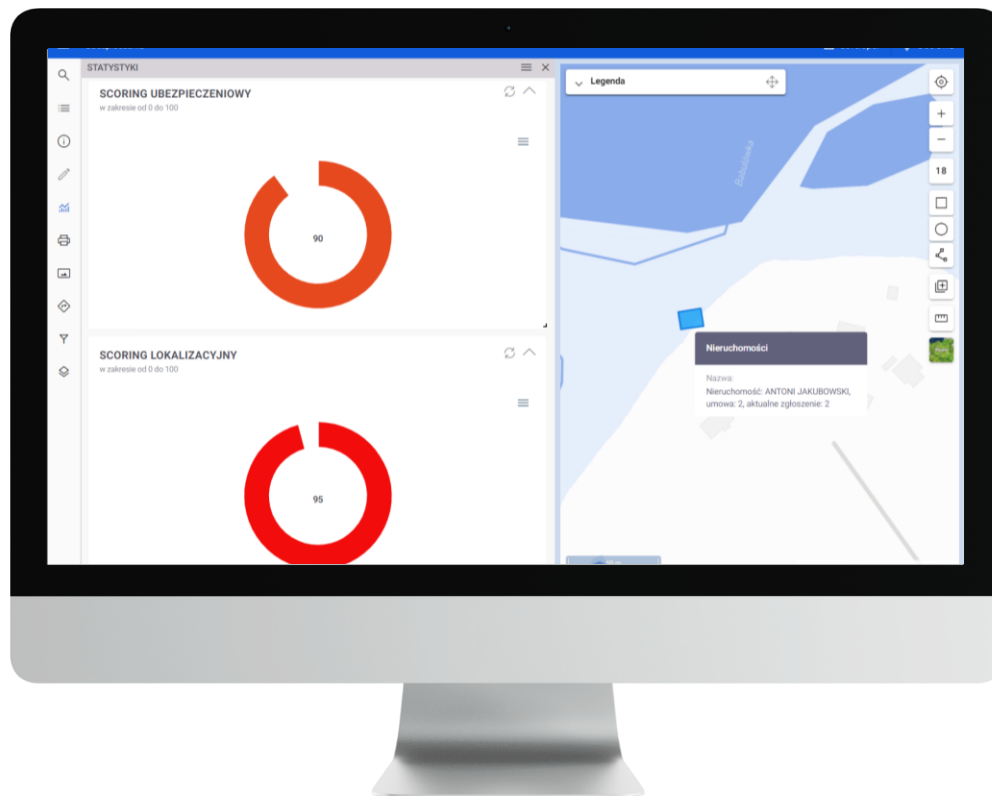 STATYSTYKI
SCORING UBEZPIECZENIOWY
w zakresie od 0 do 100
90
SCORING LOKALIZACYJNY
w zakresie od 0 do 100
95
Legenda
Babulówka
18
Nieruchomości
Nazwa:
Nieruchomość: ANTONI JAKUBOWSKI,
umowa: 2, aktualne zgłoszenie: 2